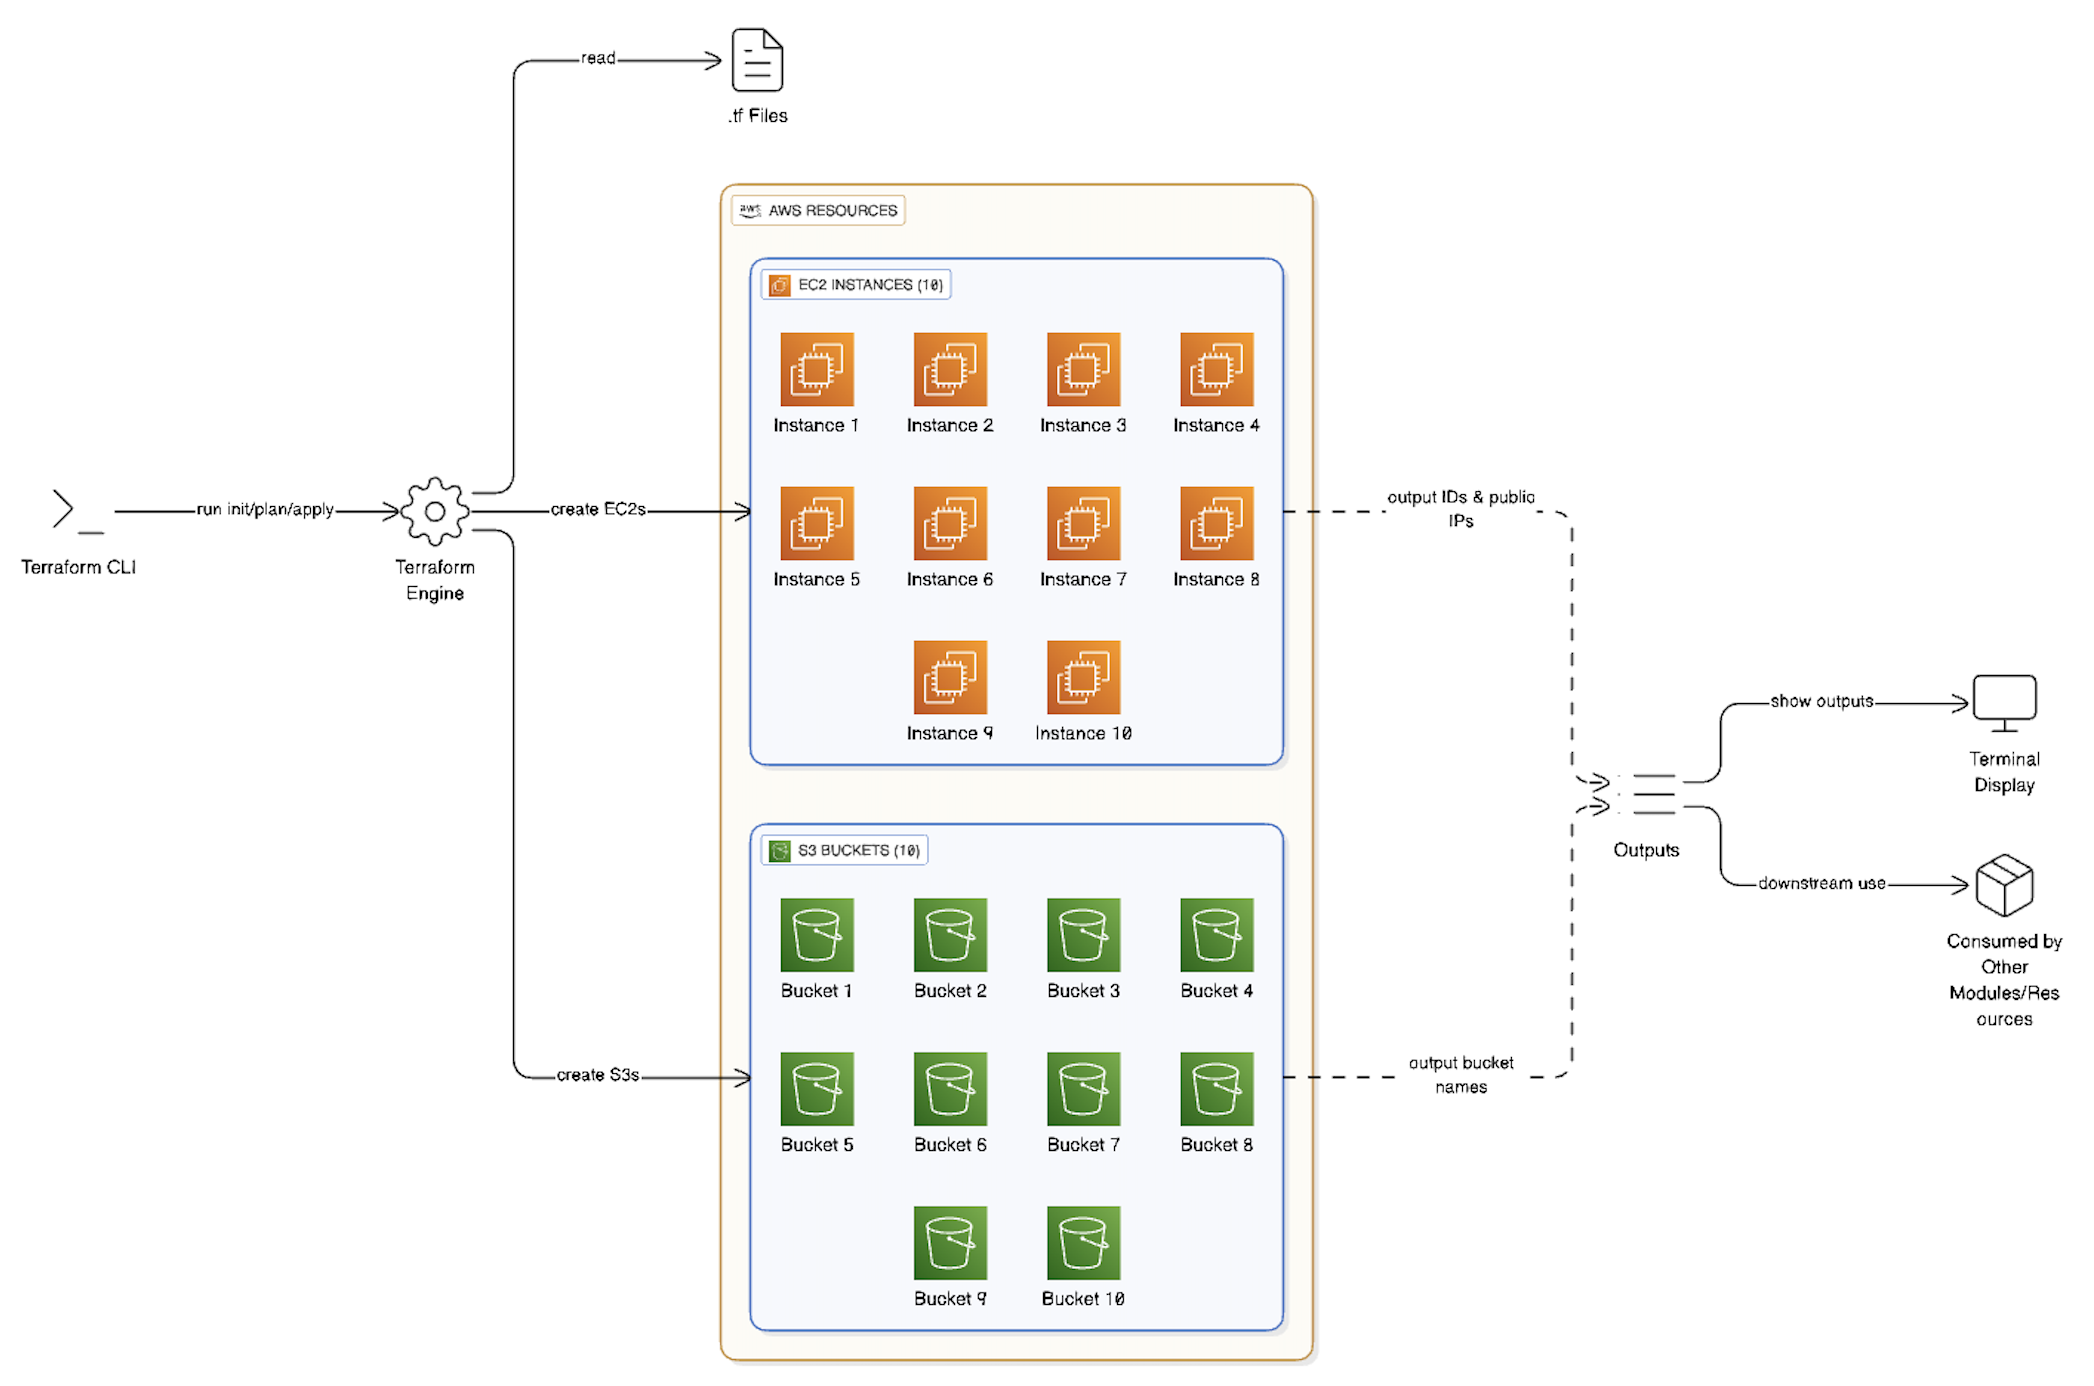 read
.tf Files
aws AWS RESOURCES
EC2 INSTANCES (10)
Instance 1
Instance 2
Instance 3
Instance 4
run init/plan/apply
create EC2s
output IDs & public
IPs
Terraform CLI
Terraform
Engine
Instance 5
Instance 6
Instance 7
Instance 8
Instance 9
Instance 10
show outputs
Terminal
Display
S3 BUCKETS (10)
Outputs
downstream use
Consumed by
Other
Modules/Res
ources
Bucket 1
Bucket 2
Bucket 3
Bucket 4
create S3s
output bucket
names
Bucket 5
Bucket 6
Bucket 7
Bucket 8
Bucket 9
Bucket 10